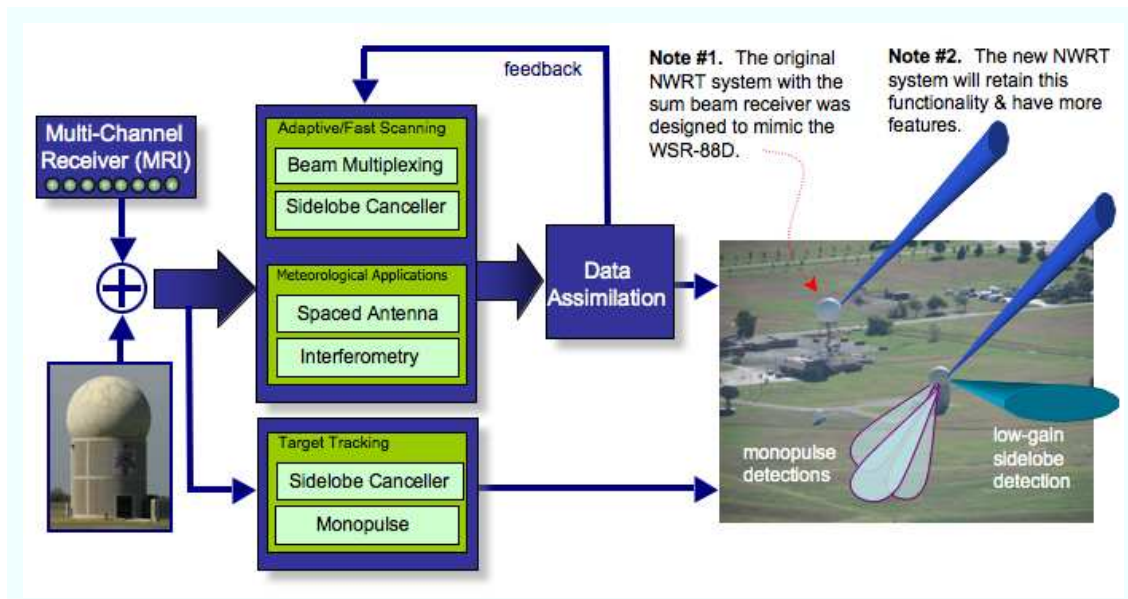 feedback
Note #1. The original
NWRT system with the
sum beam receiver was
designed to mimic the
WSR-88D.
Note #2. The new NWRT
system will retain this
functionality & have more
features.
Multi-Channel
Receiver (MRI)
Adaptive/Fast Scanning
Beam Multiplexing
Sidelobe Canceller
Meteorological Applications
Spaced Antenna
Interferometry
Data
Assimilation
Target Tracking
Sidelobe Canceller
Monopulse
monopulse
detections
low-gain
sidelobe
detection